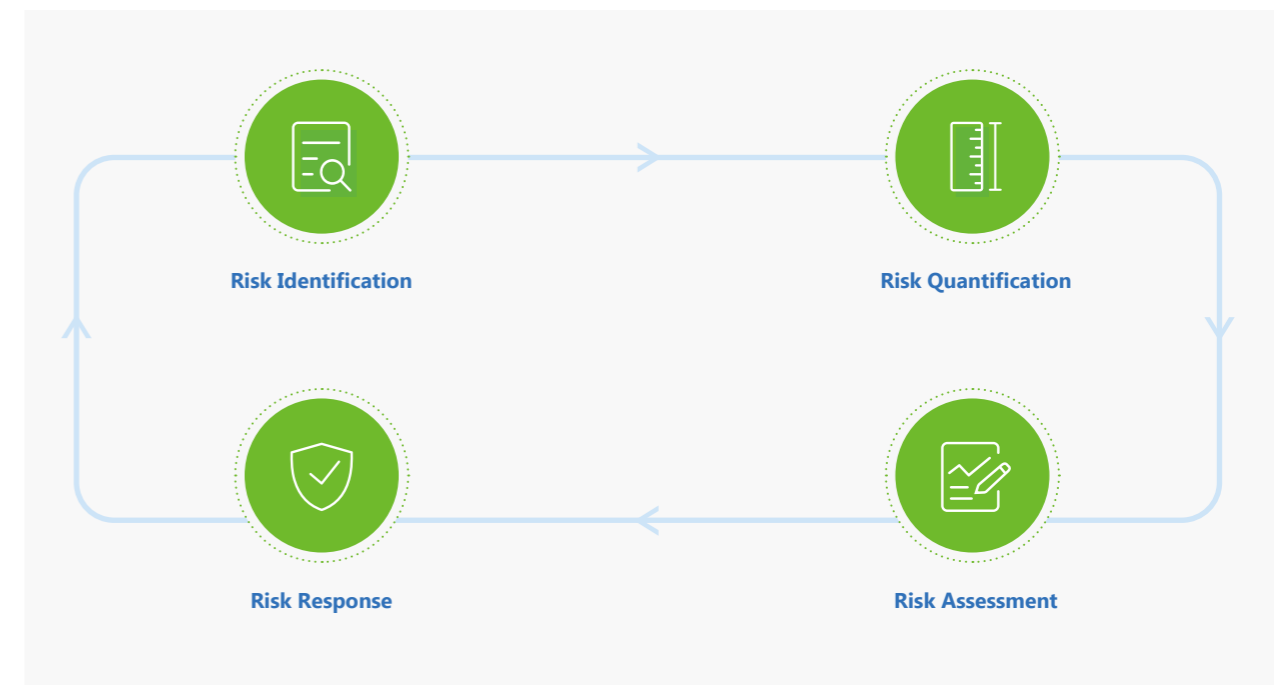 Risk Identification
Risk Quantification
Risk Response
Risk Assessment